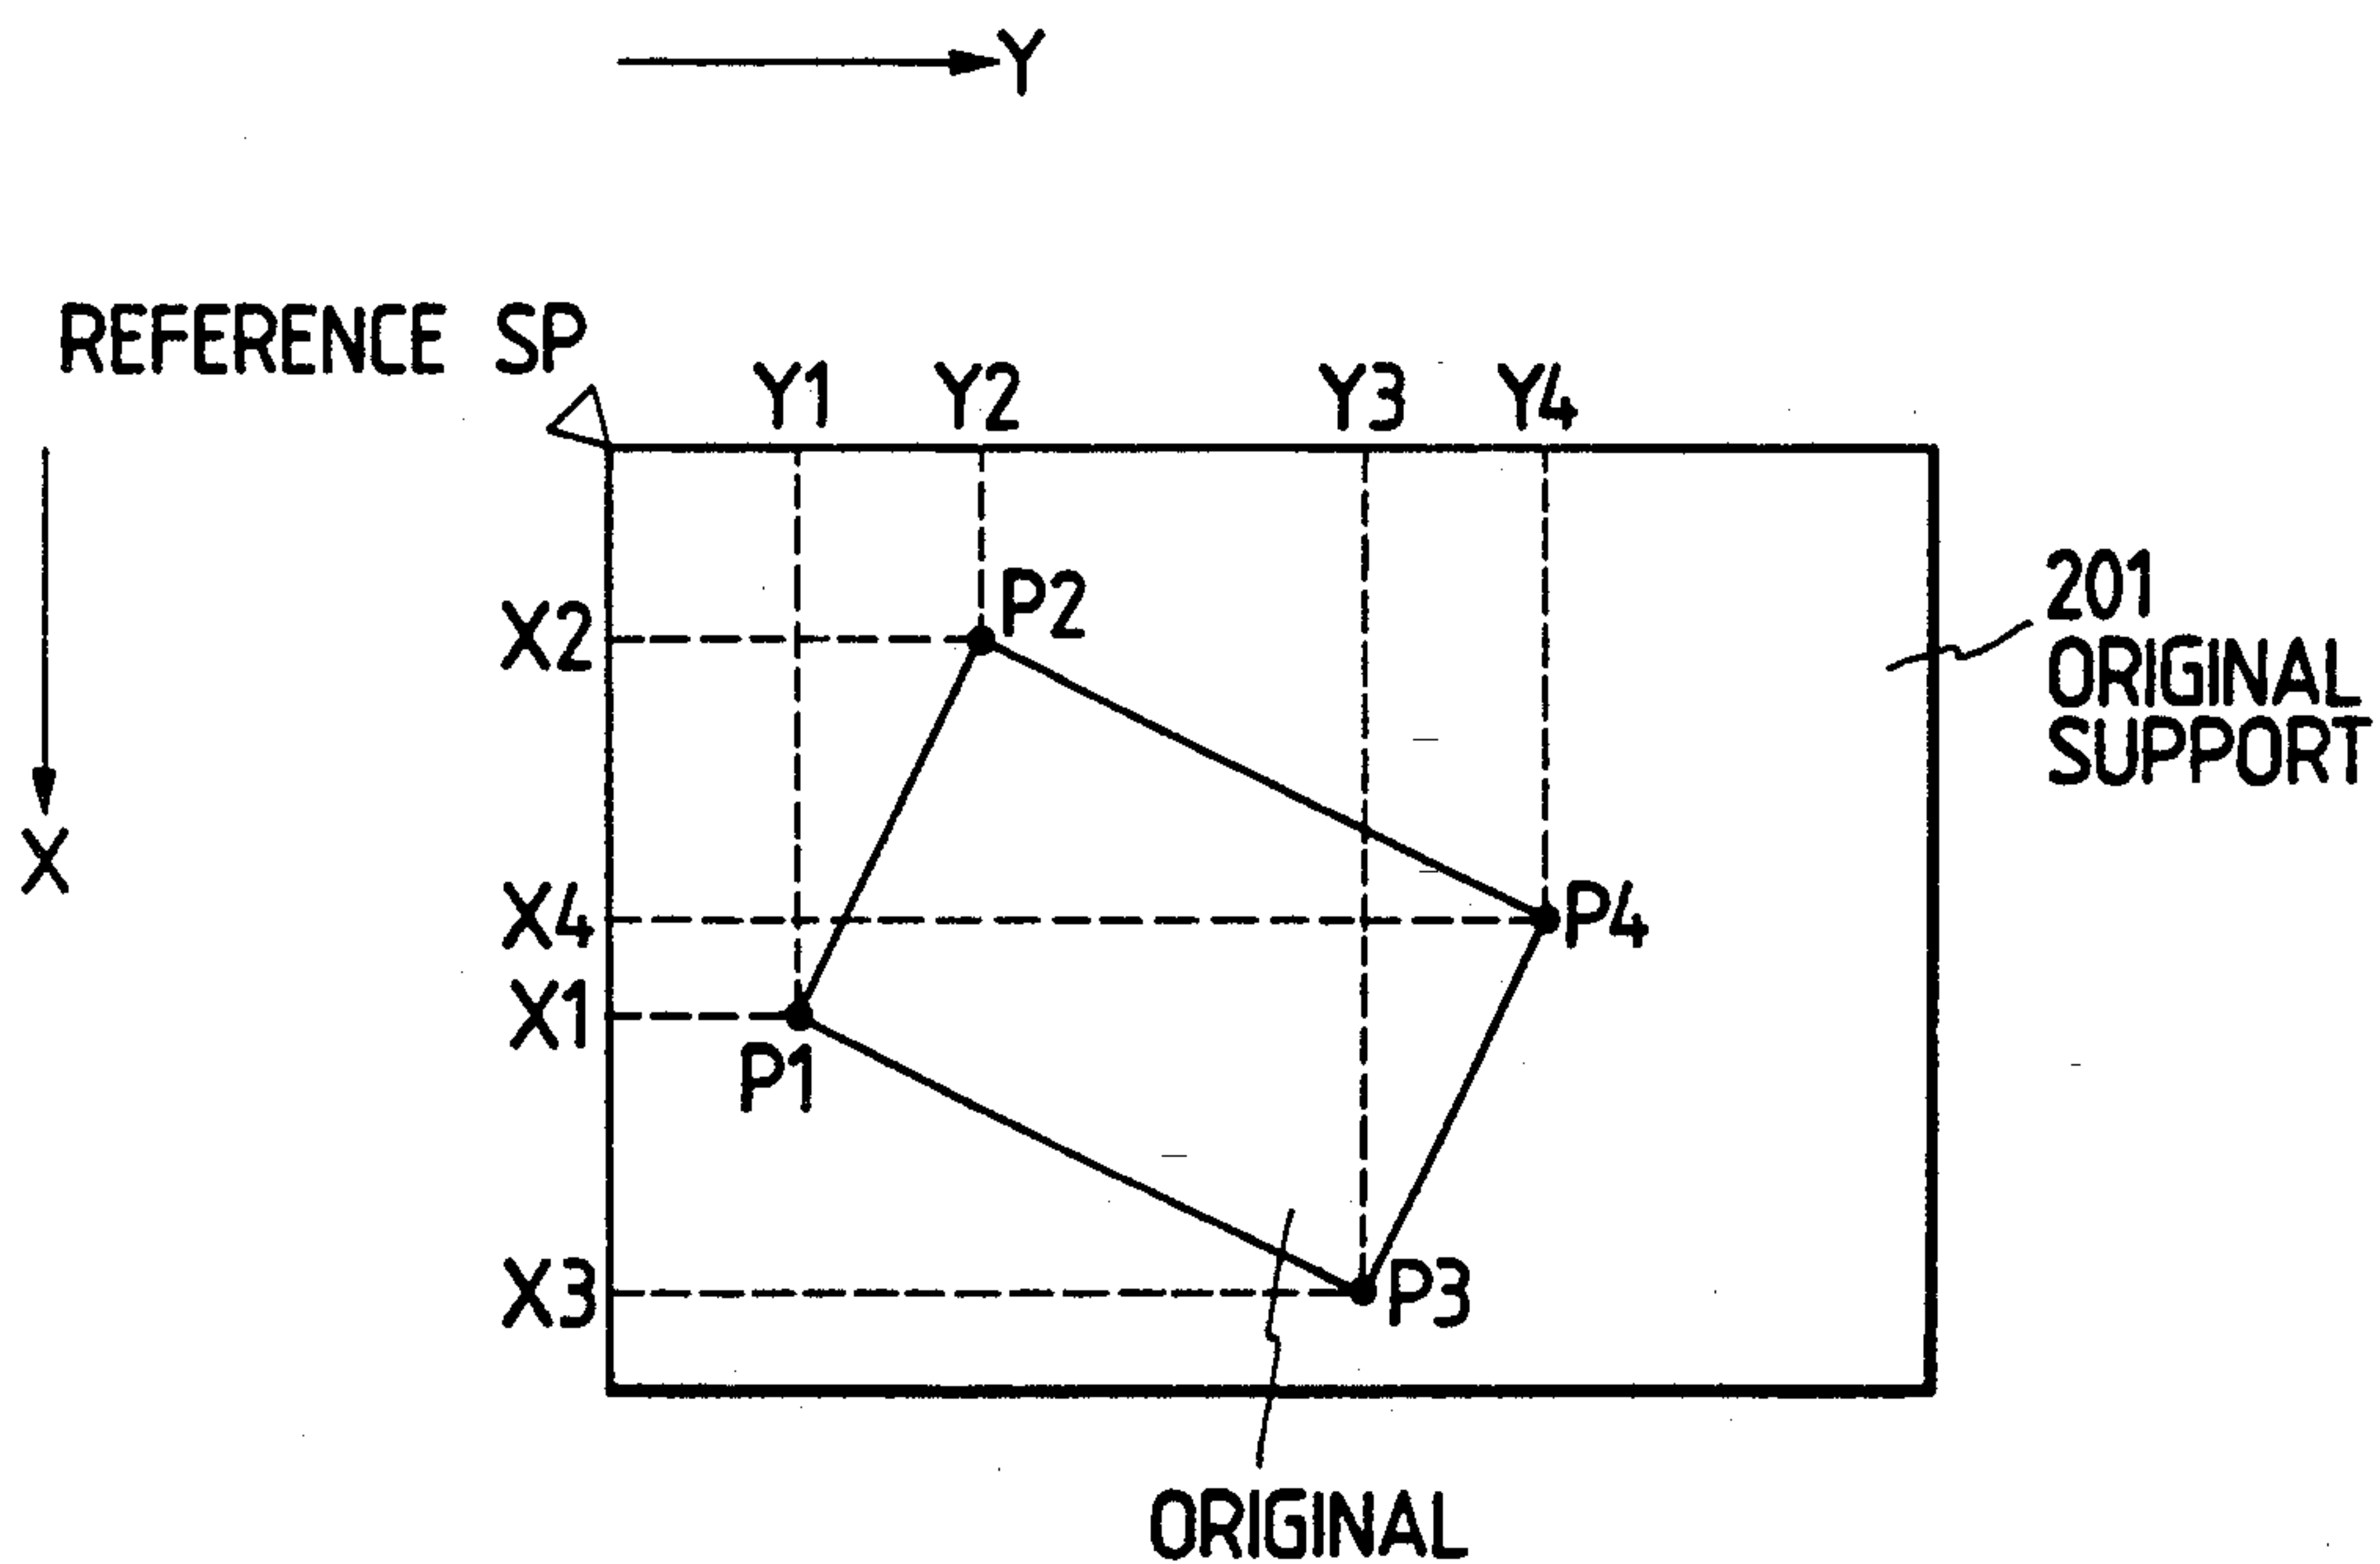 Y
REFERENCE SP
Y1 Y2 Y3 Y4
201
ORIGINAL
SUPPORT
P2
X2
X
X4
P4
X1
P1
X3
P3
ORIGINAL